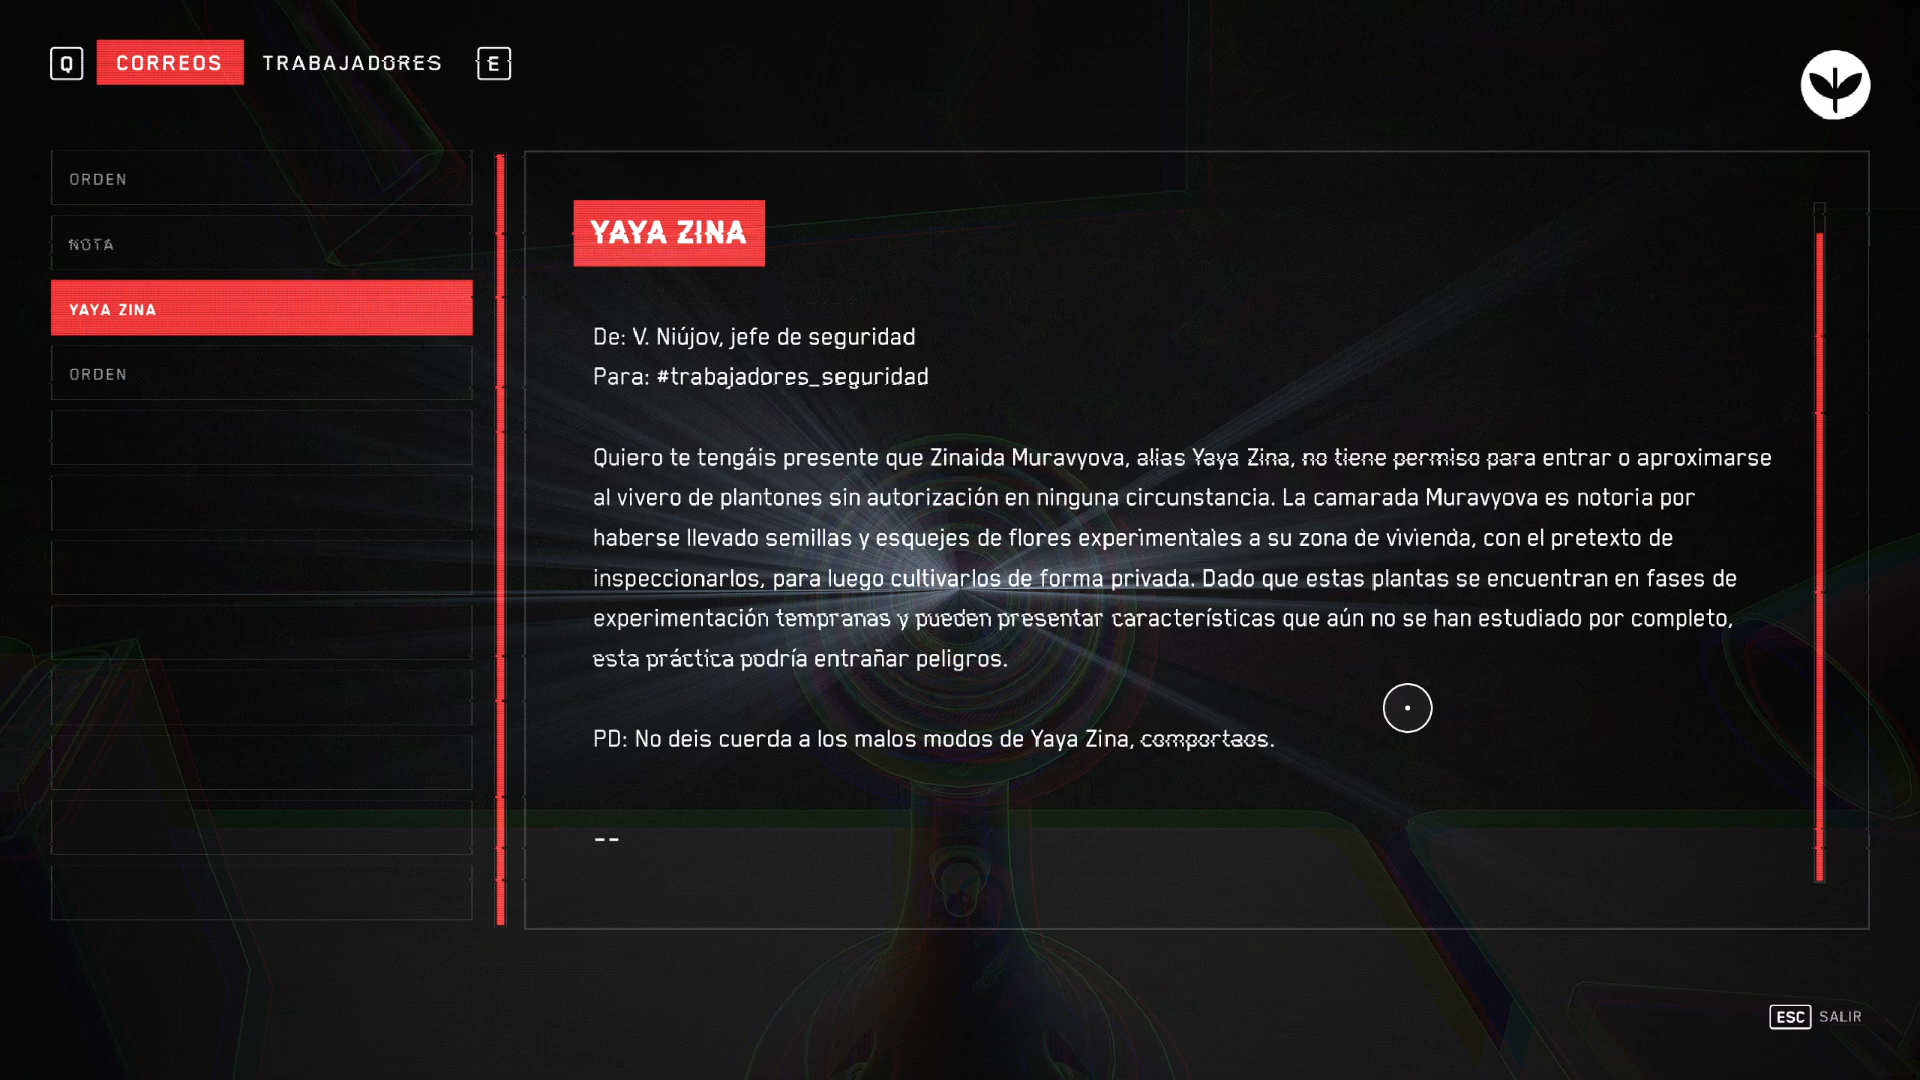 Q CORREOS TRABAJADORES E
ORDEN
NOTA
YAYA ZINA
ORDEN
YAYA ZINA
De: V. Niújov, jefe de seguridad
Para: #trabajadores_seguridad
Quiero te tengáis presente que Zinaida Muravyova, alias Yaya Zina, no tiene permiso para entrar o aproximarse
al vivero de plantones sin autorización en ninguna circunstancia. La camarada Muravyova es notoria por
haberse llevado semillas y esquejes de flores experimentales a su zona de vivienda, con el pretexto de
inspeccionarlos, para luego cultivarlos de forma privada. Dado que estas plantas se encuentran en fases de
experimentación tempranas y pueden presentar características que aún no se han estudiado por completo,
esta práctica podría entrañar peligros.
PD: No deis cuerda a los malos modos de Yaya Zina, comportaos.
--
ESC SALIR